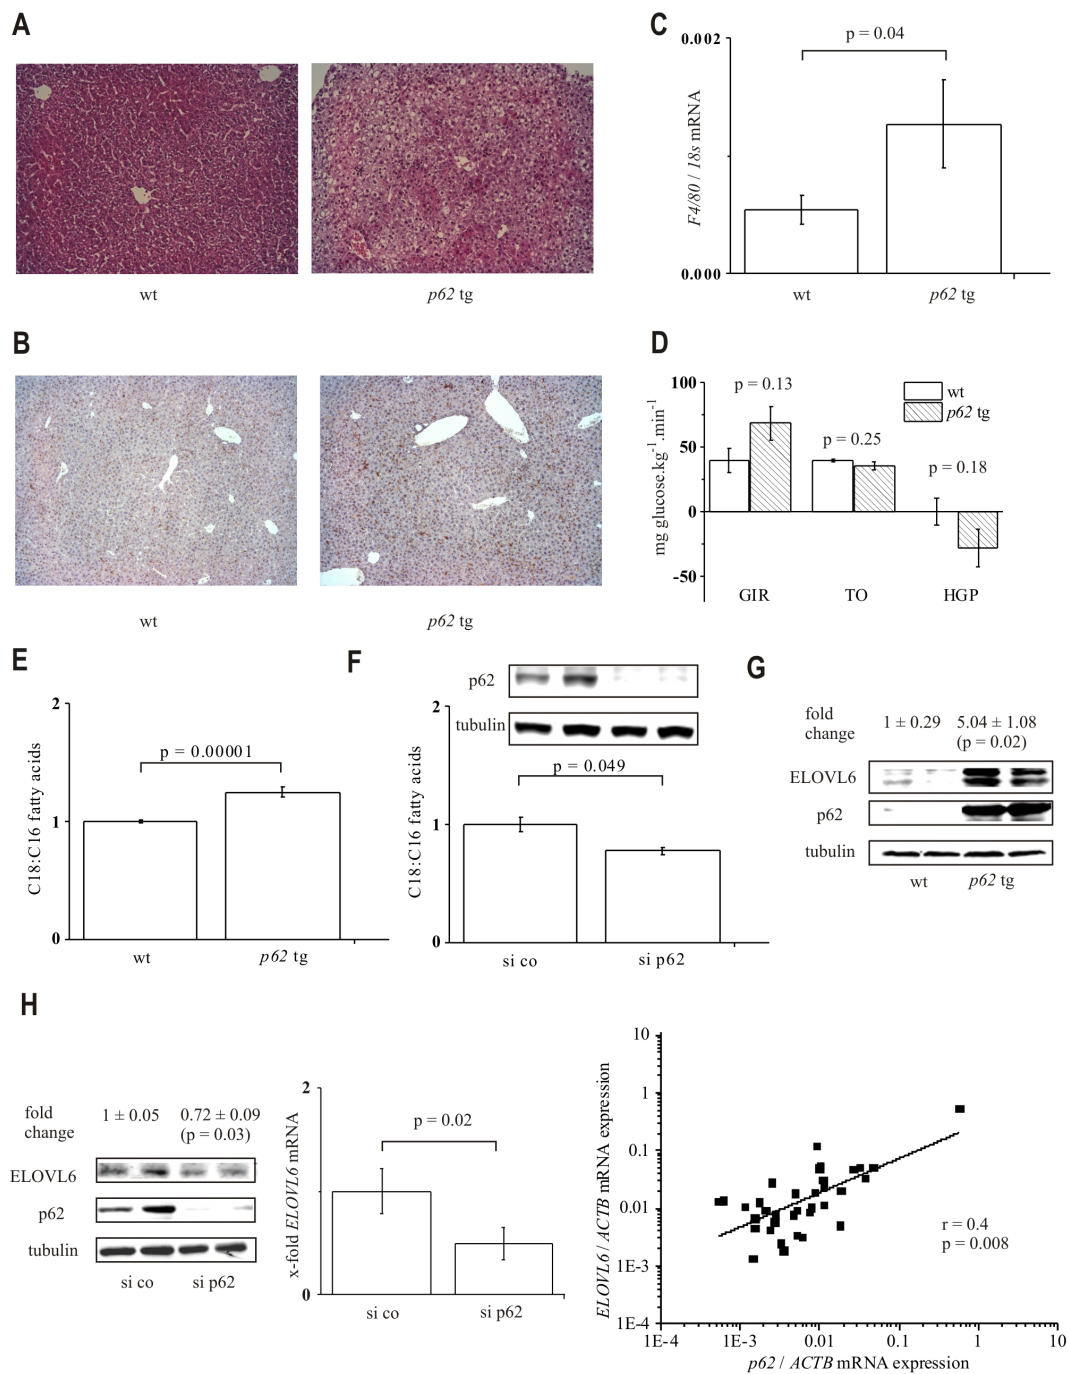 A
wt
p62 tg
B
wt
p62 tg
C
p = 0.04
0.002
0.000
F4/80 / 18s mRNA
wt
p62 tg
D
100
50
0
-50
mg glucose.kg⁻¹.min⁻¹
p = 0.13
p = 0.25
p = 0.18
wt
p62 tg
GIR
TO
HGP
E
2
1
0
C18:C16 fatty acids
p = 0.00001
wt
p62 tg
F
p62
tubulin
2
1
0
C18:C16 fatty acids
p = 0.049
si co
si p62
G
fold change
1 ± 0.29
5.04 ± 1.08
(p = 0.02)
ELOVL6
p62
tubulin
wt
p62 tg
H
fold change
1 ± 0.05
0.72 ± 0.09
(p = 0.03)
ELOVL6
p62
tubulin
si co
si p62
2
0
x-fold ELOVL6 mRNA
p = 0.02
si co
si p62
10
1
0.1
0.01
1E-3
1E-4
ELOVL6 / ACTB mRNA expression
r = 0.4
p = 0.008
1E-4
1E-3
0.01
0.1
1
10
p62 / ACTB mRNA expression